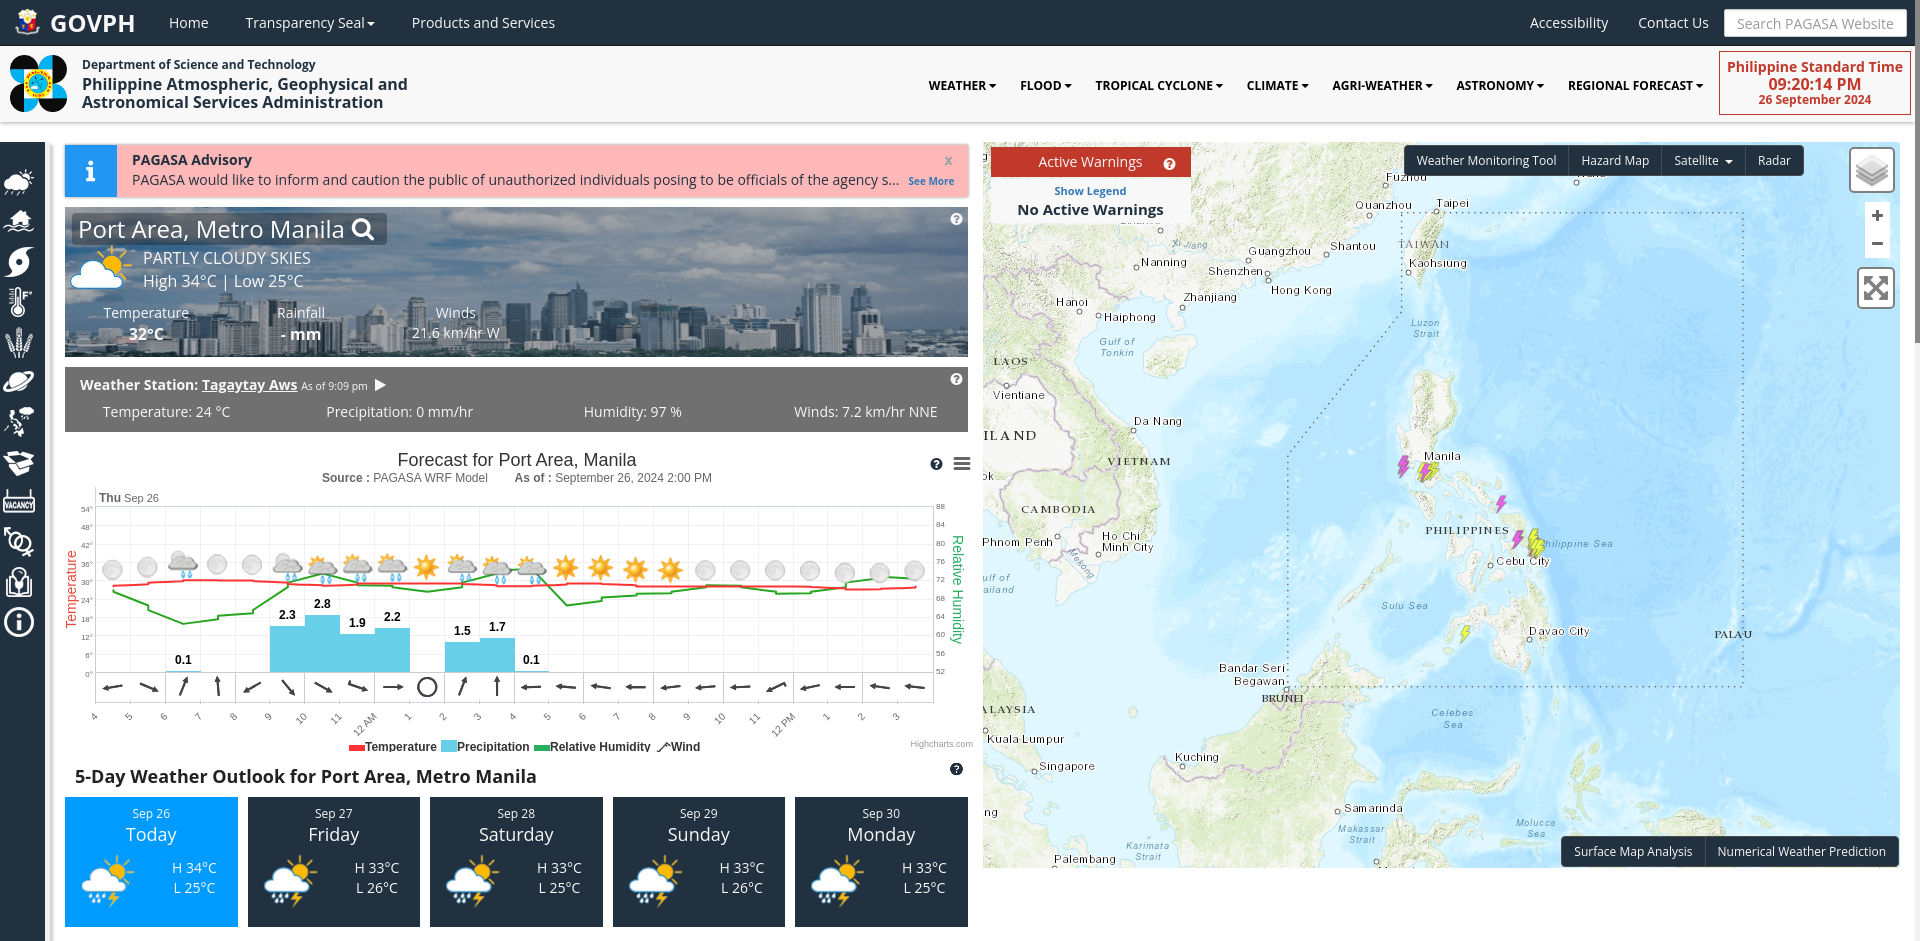 GOVPH
Home
Transparency Seal
Products and Services
Accessibility
Contact Us
Search PAGASA Website
Department of Science and Technology
Philippine Atmospheric, Geophysical and
Astronomical Services Administration
WEATHER
FLOOD
TROPICAL CYCLONE
CLIMATE
AGRI-WEATHER
ASTRONOMY
REGIONAL FORECAST
Philippine Standard Time
09:20:14 PM
26 September 2024
PAGASA Advisory
x
PAGASA would like to inform and caution the public of unauthorized individuals posing to be officials of the agency s... See More
Port Area, Metro Manila
PARTLY CLOUDY SKIES
High 34°C | Low 25°C
Temperature
Rainfall
Winds
32°C
- mm
21.6 km/hr W
Weather Station: Tagaytay Aws As of 9:09 pm
Temperature: 24 °C
Precipitation: 0 mm/hr
Humidity: 97 %
Winds: 7.2 km/hr NNE
Forecast for Port Area, Manila
Source : PAGASA WRF Model As of : September 26, 2024 2:00 PM
Thu Sep 26
Temperature
54°
48°
42°
36°
30°
24°
18°
12°
6°
0°
88
84
80
76
72
68
64
60
56
52
Relative Humidity
0.1
2.3
2.8
1.9
2.2
1.5
1.7
0.1
4
5
6
7
8
9
10
11
12 AM
1
2
3
4
5
6
7
8
9
10
11
12 PM
1
2
3
Temperature
Precipitation
Relative Humidity
Wind
Highcharts.com
5-Day Weather Outlook for Port Area, Metro Manila
Sep 26
Today
H 34°C
L 25°C
Sep 27
Friday
H 33°C
L 26°C
Sep 28
Saturday
H 33°C
L 25°C
Sep 29
Sunday
H 33°C
L 26°C
Sep 30
Monday
H 33°C
L 25°C
VACANCY
Active Warnings
Show Legend
No Active Warnings
Weather Monitoring Tool
Hazard Map
Satellite
Radar
+
−
Fuzhou
Quanzhou
Taipei
Xi Jiang
Guangzhou
Shantou
TAIWAN
Nanning
Shenzhen
Kaohsiung
Hong Kong
Hanoi
Zhanjiang
Haiphong
Luzon
Strait
Gulf of
Tonkin
LAOS
Vientiane
Da Nang
ILAND
VIETNAM
Manila
ok
CAMBODIA
PHILIPPINES
Phnom Penh
Ho Chi
Minh City
Mekong
hilippine Sea
Cebu City
ulf of
ailand
Sulu Sea
Davao City
PALAU
Bandar Seri
Begawan
BRUNEI
ALAYSIA
Celebes
Sea
Kuala Lumpur
Kuching
Singapore
Samarinda
ng
Makassar
Strait
Molucca
Sea
Karimata
Strait
Palembang
Surface Map Analysis
Numerical Weather Prediction